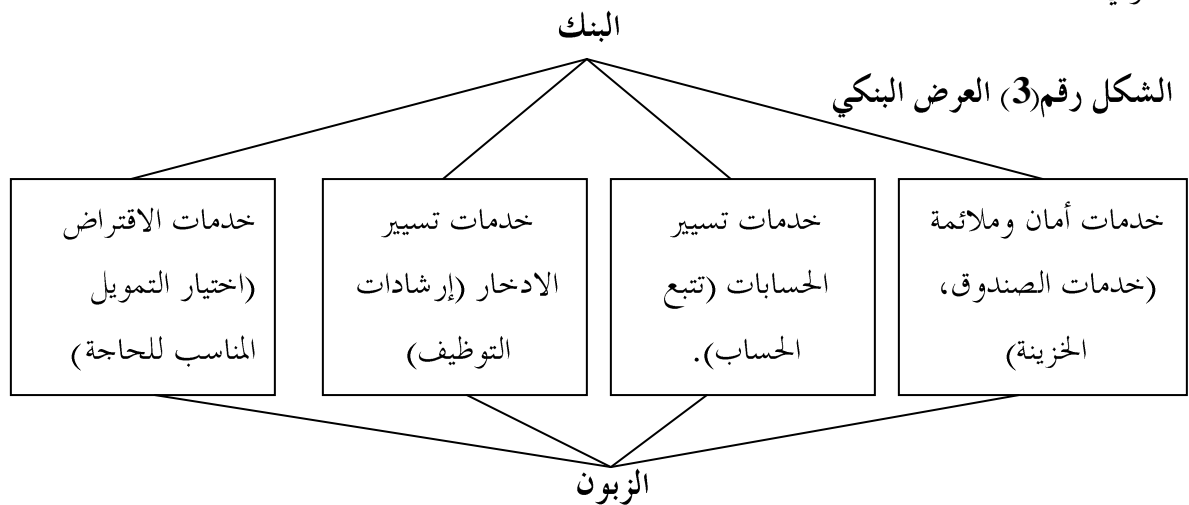 البنك
الشكل رقم(3) العرض البنكي
خدمات أمان وملائمة
(خدمات الصندوق،
الخزينة)
خدمات تسيير
الحسابات (تتبع
الحساب).
خدمات تسيير
الادخار (إرشادات
التوظيف)
خدمات الاقتراض
(اختيار التمويل
المناسب للحاجة)
الزبون